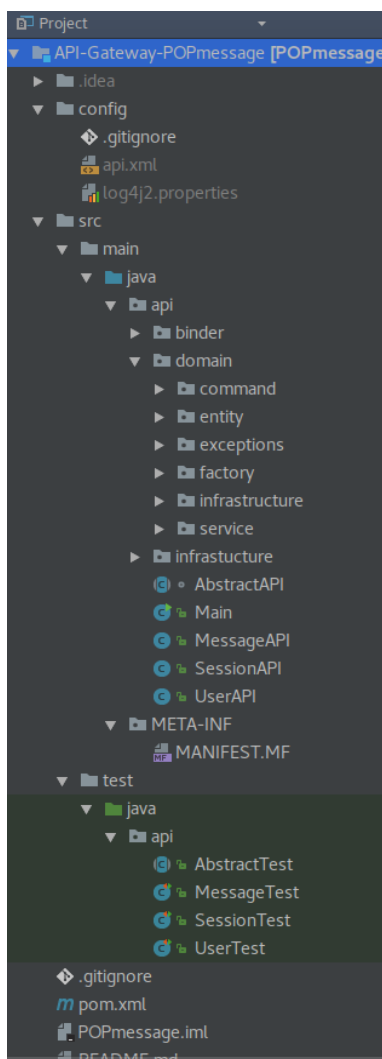 Project
API-Gateway-POPmessage [POPmessage
.idea
config
.gitignore
api.xml
log4j2.properties
src
main
java
api
binder
domain
command
entity
exceptions
factory
infrastructure
service
infrastucture
AbstractAPI
Main
MessageAPI
SessionAPI
UserAPI
META-INF
MANIFEST.MF
test
java
api
AbstractTest
MessageTest
SessionTest
UserTest
.gitignore
pom.xml
POPmessage.iml
README.md